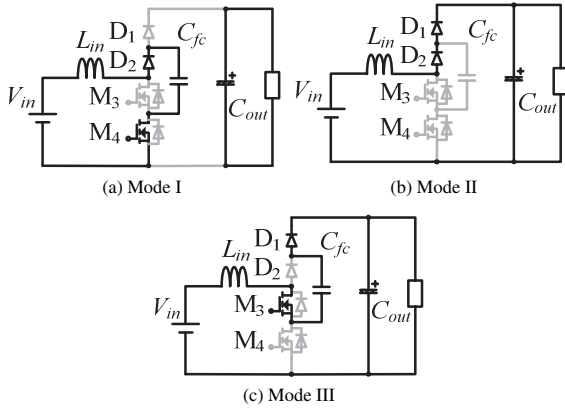 D1
Cfc
Lin
D2
Vin
M3
M4
Cout
(a) Mode I
D1
Cfc
Lin
D2
Vin
M3
M4
Cout
(b) Mode II
D1
Cfc
Lin
D2
Vin
M3
M4
Cout
(c) Mode III